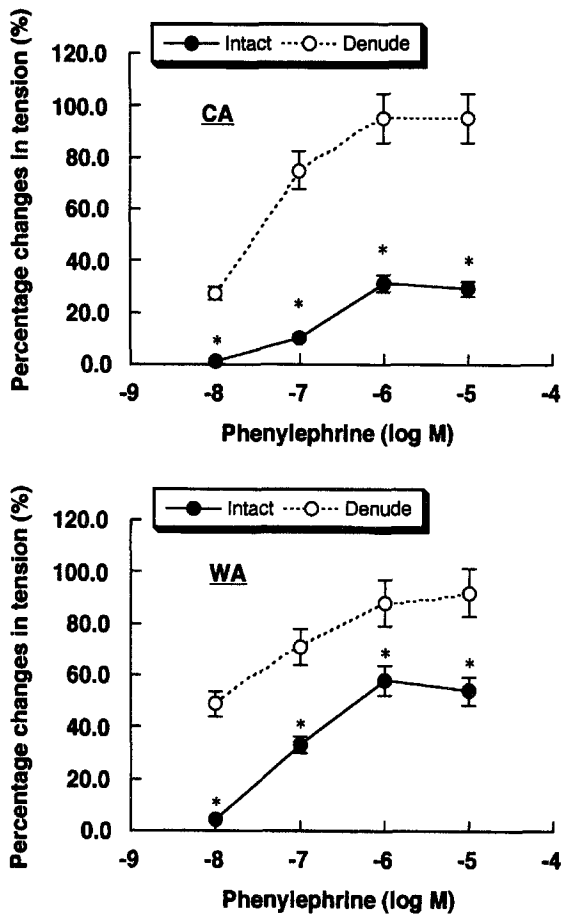 Intact Denude
120.0
100.0
80.0
60.0
40.0
20.0
0.0
CA
*
*
*
*
-9 -8 -7 -6 -5 -4
Phenylephrine (log M)
Percentage changes in tension (%)
Intact Denude
120.0
100.0
80.0
60.0
40.0
20.0
0.0
WA
*
*
*
*
-9 -8 -7 -6 -5 -4
Phenylephrine (log M)
Percentage changes in tension (%)